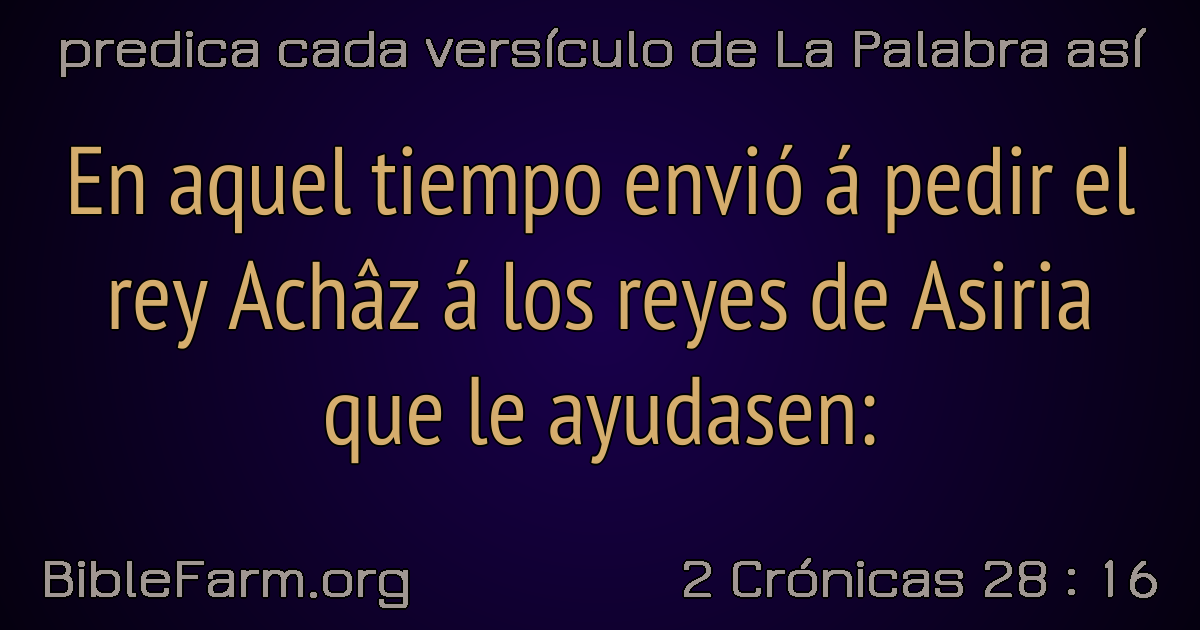 predica cada versículo de La Palabra así
En aquel tiempo envió á pedir el
rey Achâz á los reyes de Asiria
que le ayudasen:
BibleFarm.org
2 Crónicas 28 : 16